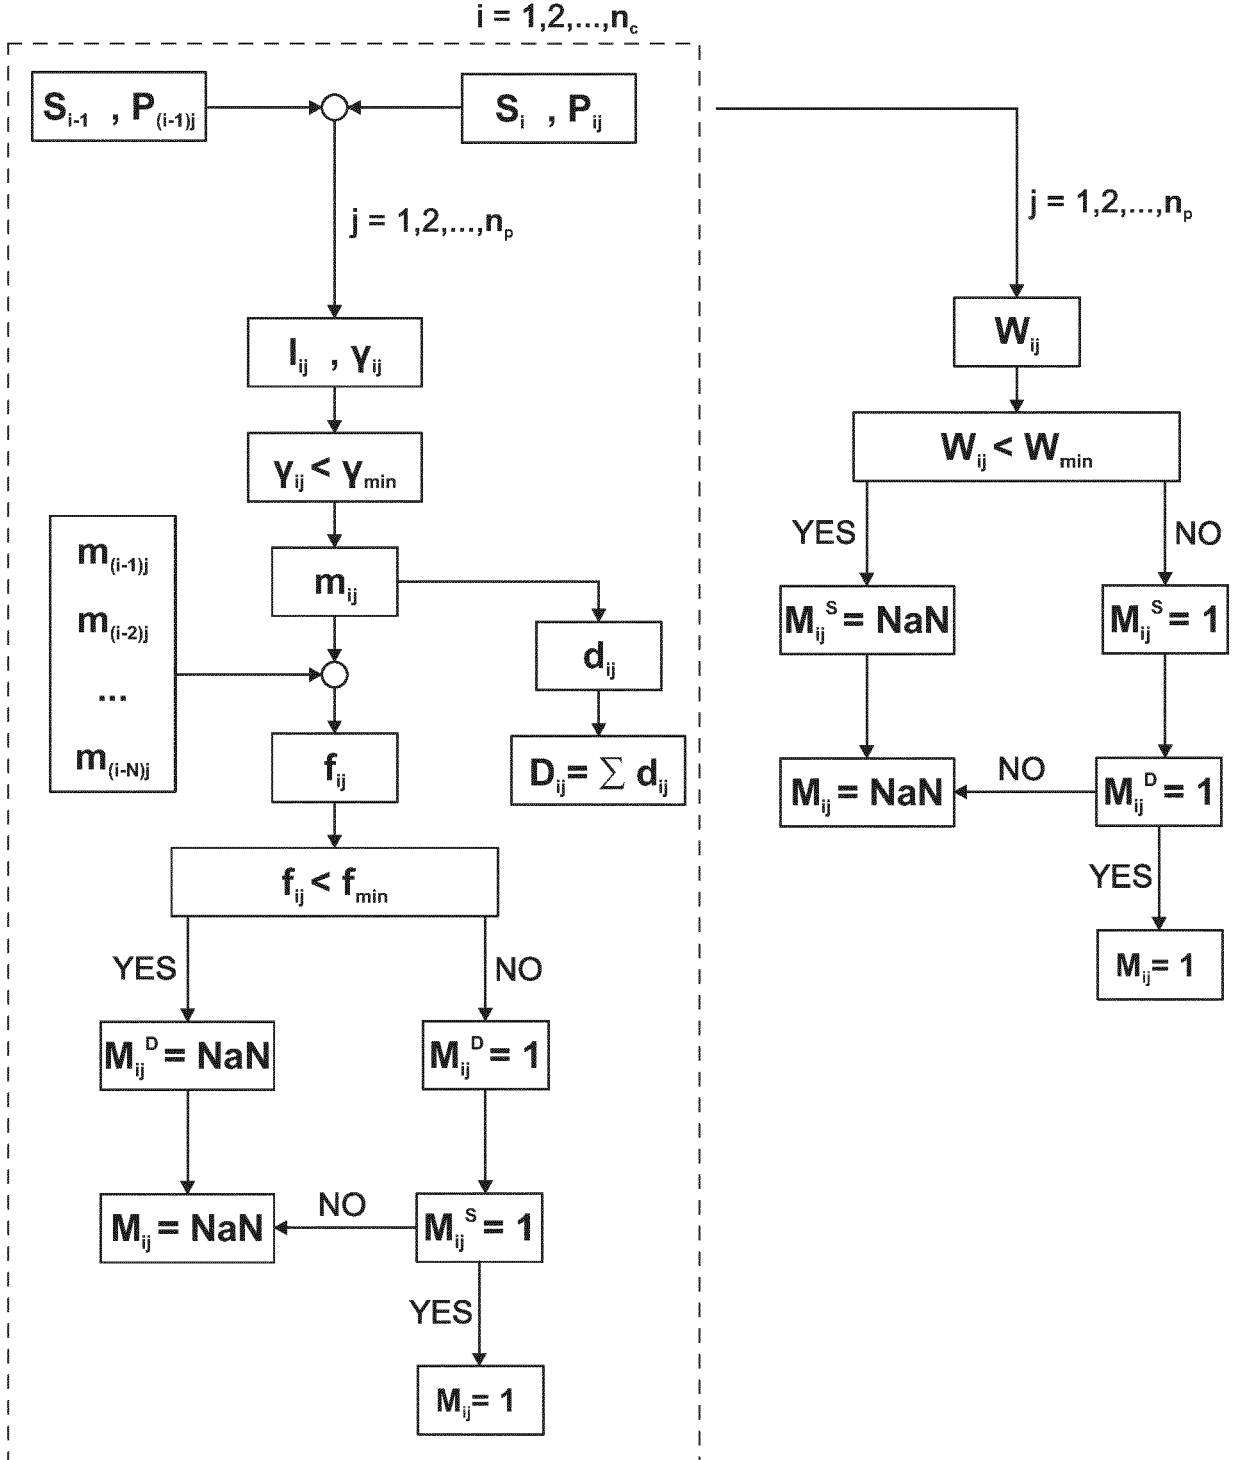 i = 1,2,...,nc
Si-1 , P(i-1)j
Si , Pij
j = 1,2,...,np
lij , γij
γij < γmin
m(i-1)j
m(i-2)j
...
m(i-N)j
mij
dij
Dij = ∑ dij
fij
fij < fmin
YES
NO
MijD = NaN
MijD = 1
Mij = NaN
NO
MijS = 1
YES
Mij = 1
j = 1,2,...,np
Wij
Wij < Wmin
YES
NO
MijS = NaN
MijS = 1
Mij = NaN
NO
MijD = 1
YES
Mij = 1